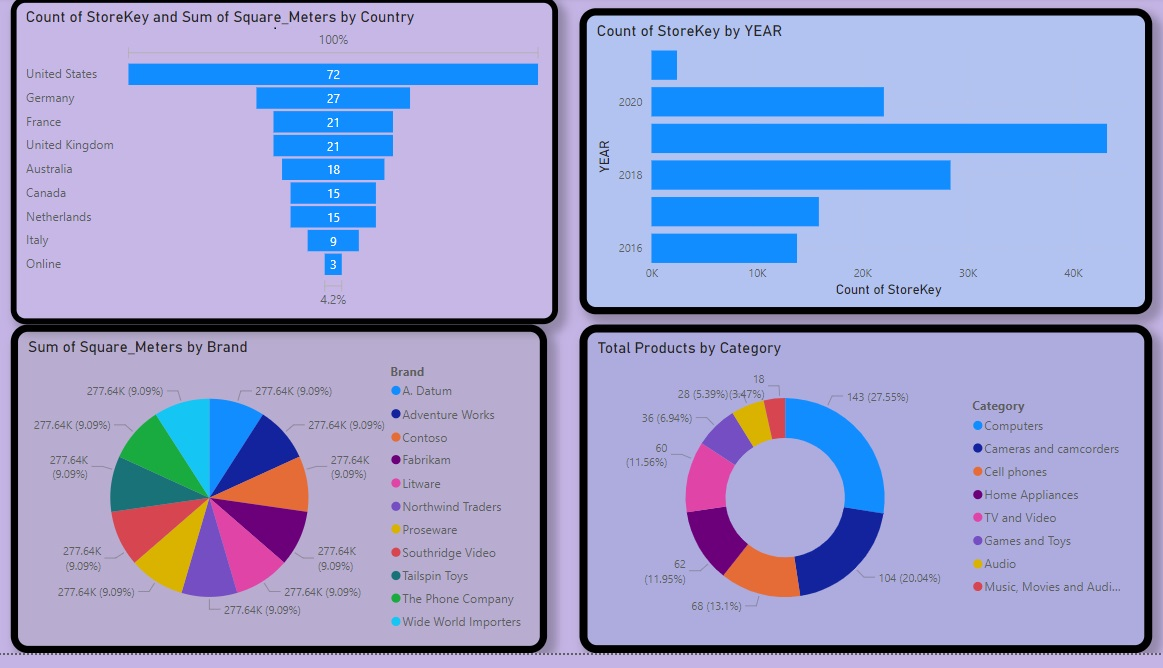 Count of StoreKey and Sum of Square_Meters by Country
100%
United States 72
Germany 27
France 21
United Kingdom 21
Australia 18
Canada 15
Netherlands 15
Italy 9
Online 3
4.2%
Count of StoreKey by YEAR
YEAR
2020
2018
2016
0K 10K 20K 30K 40K
Count of StoreKey
Sum of Square_Meters by Brand
277.64K (9.09%) 277.64K (9.09%)
277.64K (9.09%) 277.64K (9.09%)
277.64K
(9.09%)
277.64K
(9.09%)
277.64K
(9.09%)
277.64K
(9.09%)
277.64K (9.09%) 277.64K (9.09%)
277.64K (9.09%)
Brand
A. Datum
Adventure Works
Contoso
Fabrikam
Litware
Northwind Traders
Proseware
Southridge Video
Tailspin Toys
The Phone Company
Wide World Importers
Total Products by Category
18
(3.47%)
28 (5.39%)
143 (27.55%)
36 (6.94%)
60
(11.56%)
62
(11.95%)
104 (20.04%)
68 (13.1%)
Category
Computers
Cameras and camcorders
Cell phones
Home Appliances
TV and Video
Games and Toys
Audio
Music, Movies and Audi...